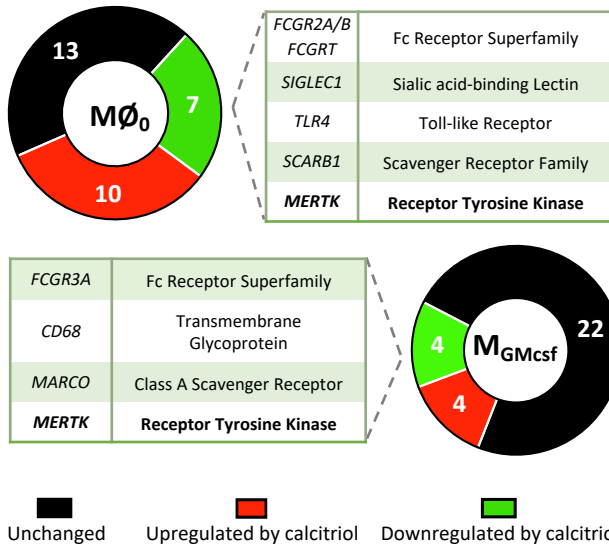 13
7
10
MØ0
FCGR2A/B
FCGRT
Fc Receptor Superfamily
SIGLEC1
Sialic acid-binding Lectin
TLR4
Toll-like Receptor
SCARB1
Scavenger Receptor Family
MERTK
Receptor Tyrosine Kinase
FCGR3A
Fc Receptor Superfamily
CD68
Transmembrane
Glycoprotein
MARCO
Class A Scavenger Receptor
MERTK
Receptor Tyrosine Kinase
22
4
4
MGMcsf
Unchanged
Upregulated by calcitriol
Downregulated by calcitrio